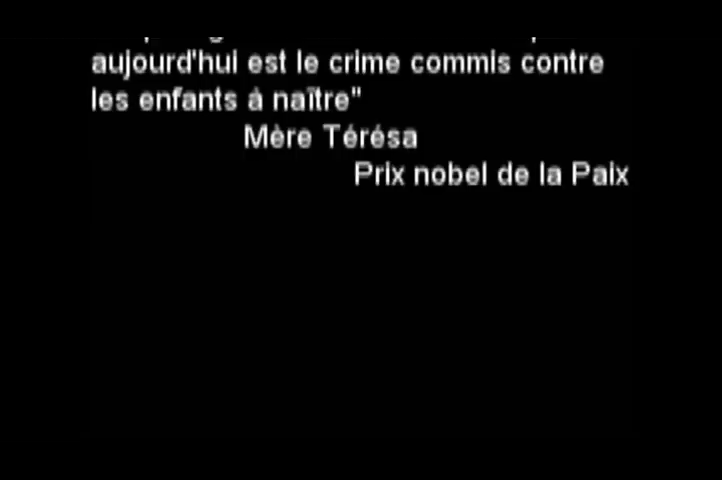 aujourd'hui est le crime commis contre
les enfants à naître"
Mère Térésa
Prix nobel de la Paix